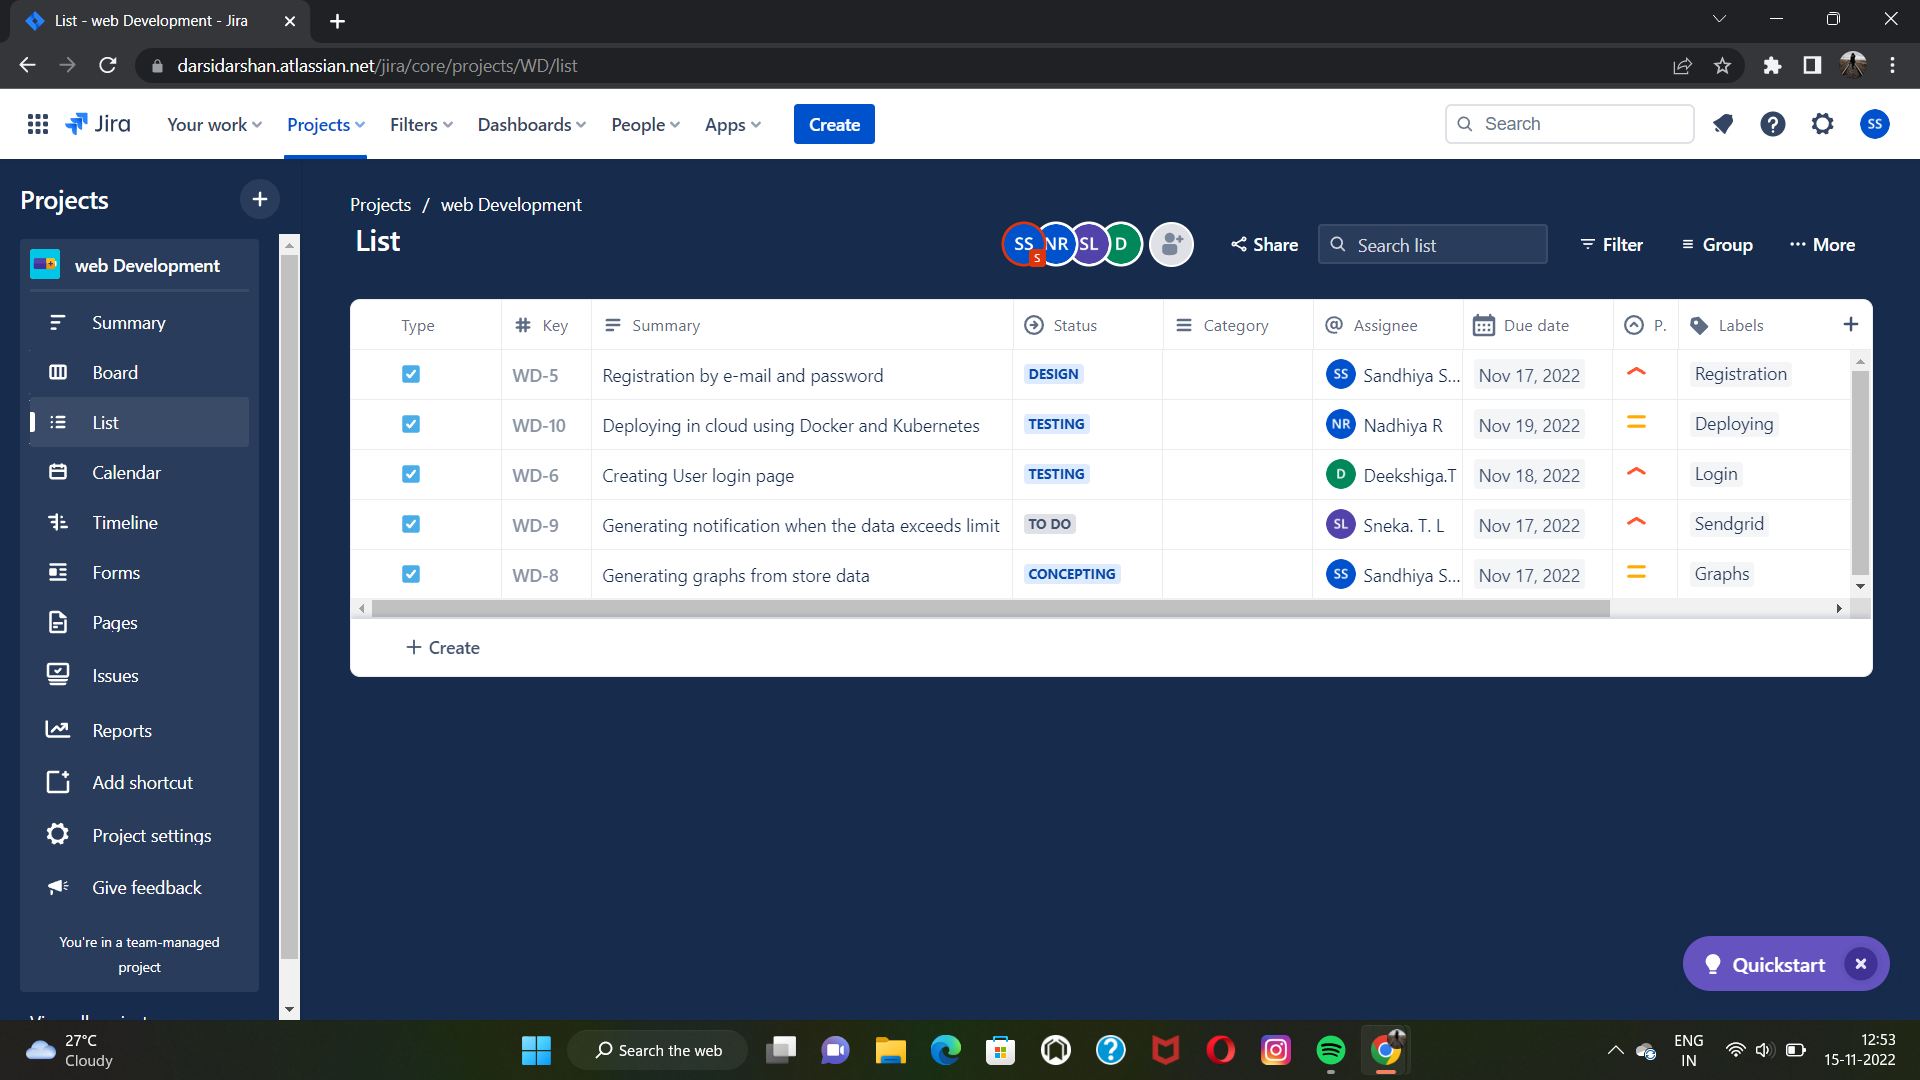 List - web Development - Jira
darsidarshan.atlassian.net/jira/core/projects/WD/list
Jira Your work Projects Filters Dashboards People Apps Create Search SS
Projects
web Development
Summary
Board
List
Calendar
Timeline
Forms
Pages
Issues
Reports
Add shortcut
Project settings
Give feedback
You're in a team-managed
project
Projects / web Development
List
SS S NR SL D Share Search list Filter Group More
Type Key Summary Status Category Assignee Due date P. Labels
WD-5 Registration by e-mail and password DESIGN SS Sandhiya S... Nov 17, 2022 Registration
WD-10 Deploying in cloud using Docker and Kubernetes TESTING NR Nadhiya R Nov 19, 2022 Deploying
WD-6 Creating User login page TESTING D Deekshiga.T Nov 18, 2022 Login
WD-9 Generating notification when the data exceeds limit TO DO SL Sneka. T. L Nov 17, 2022 Sendgrid
WD-8 Generating graphs from store data CONCEPTING SS Sandhiya S... Nov 17, 2022 Graphs
+ Create
Quickstart
27°C
Cloudy
Search the web
ENG
IN
12:53
15-11-2022